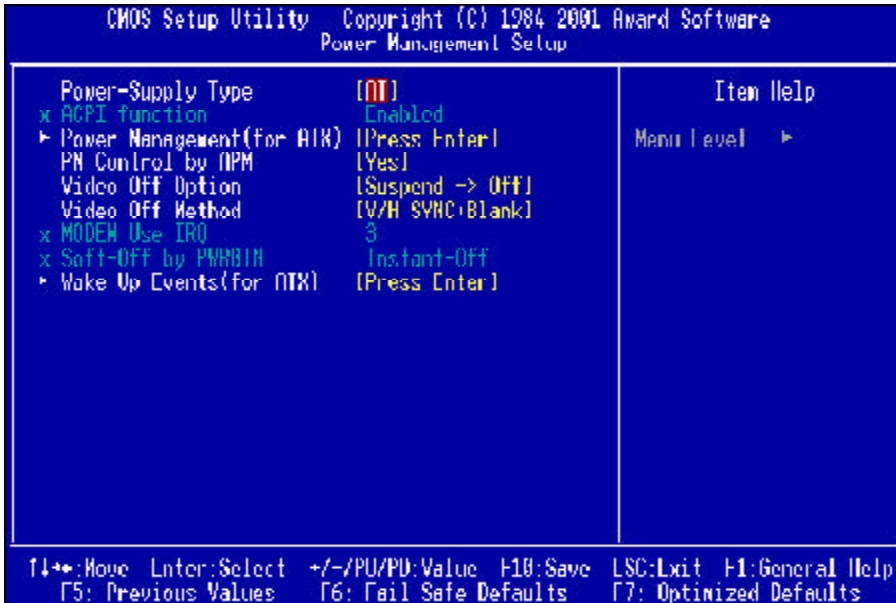 CMOS Setup Utility Copyright (C) 1984 2001 Award Software
Power Management Setup
Power-Supply Type [AT]
x ACPI function Enabled
► Power Management(for ATX) [Press Enter]
PM Control by APM [Yes]
Video Off Option [Suspend -> Off]
Video Off Method [V/H SYNC+Blank]
x MODEM Use IRQ 3
x Soft-Off by PWRBTN Instant-Off
► Wake Up Events(for ATX) [Press Enter]
Item Help
Menu Level ►
↑↓→←:Move Enter:Select +/-/PU/PD:Value F10:Save ESC:Exit F1:General Help
F5: Previous Values F6: Fail Safe Defaults F7: Optimized Defaults